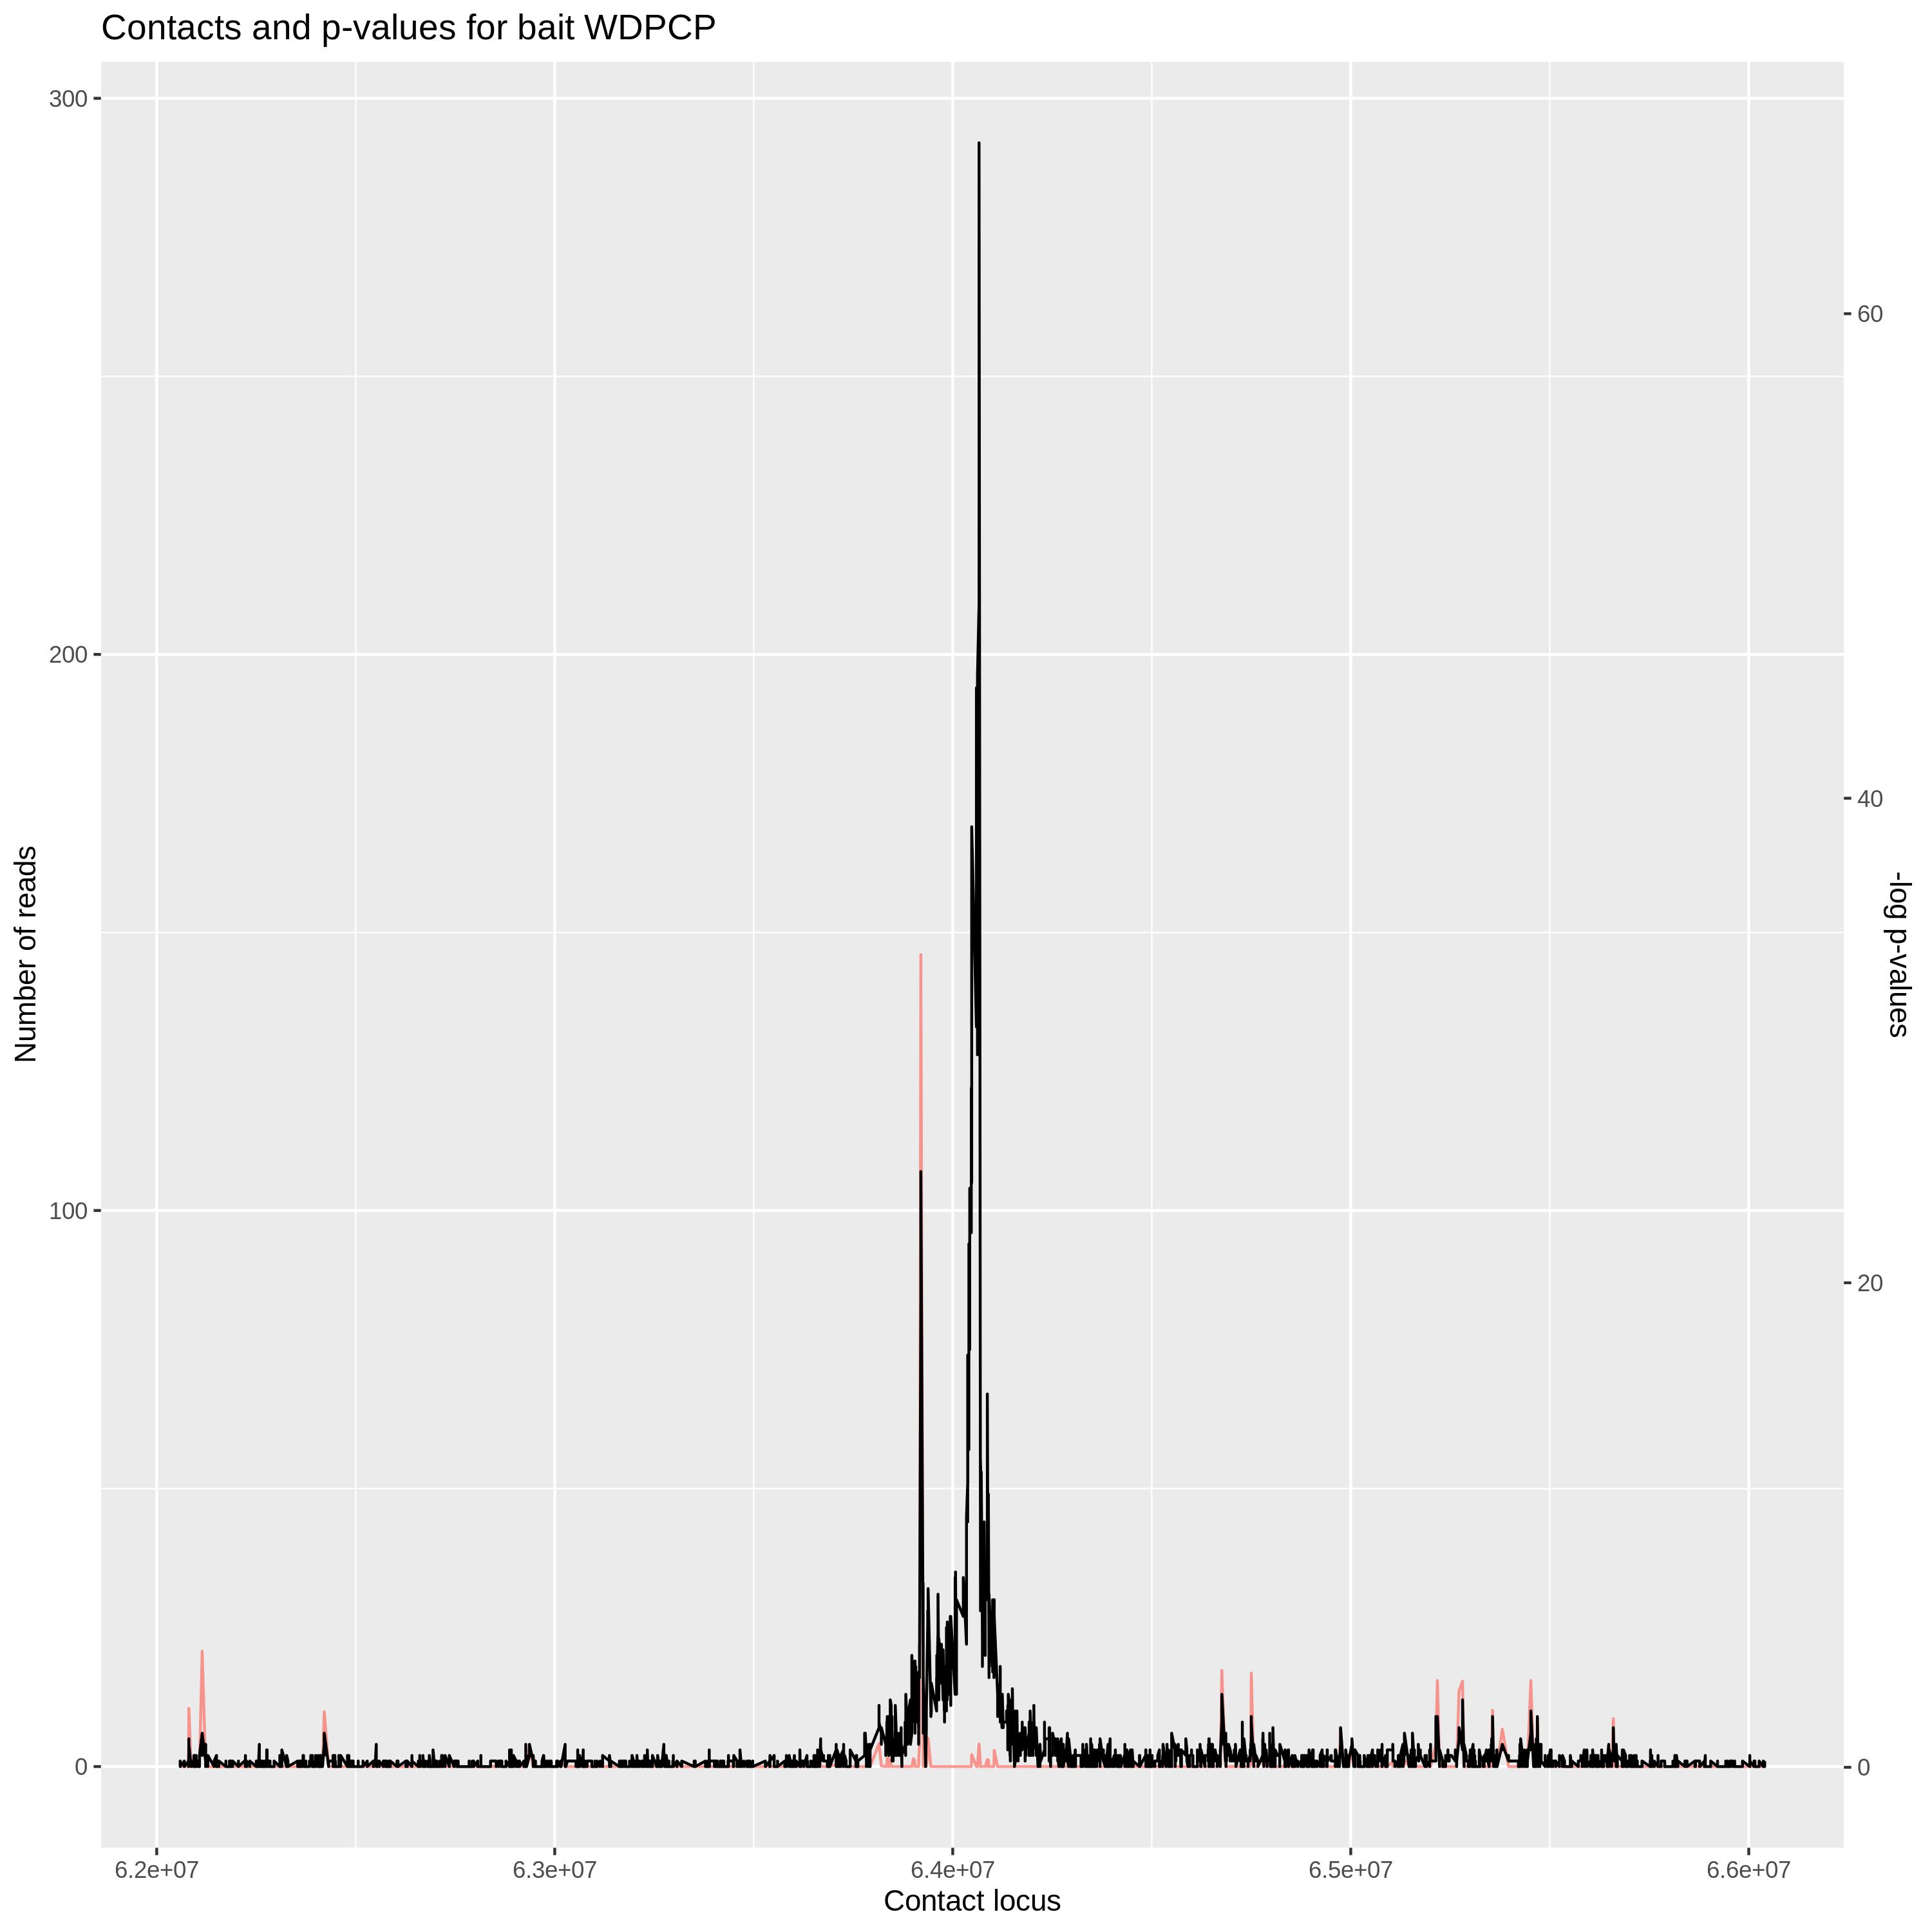 Contacts and p-values for bait WDPCP
300
200
100
0
60
40
20
0
Number of reads
-log p-values
6.2e+07
6.3e+07
6.4e+07
6.5e+07
6.6e+07
Contact locus